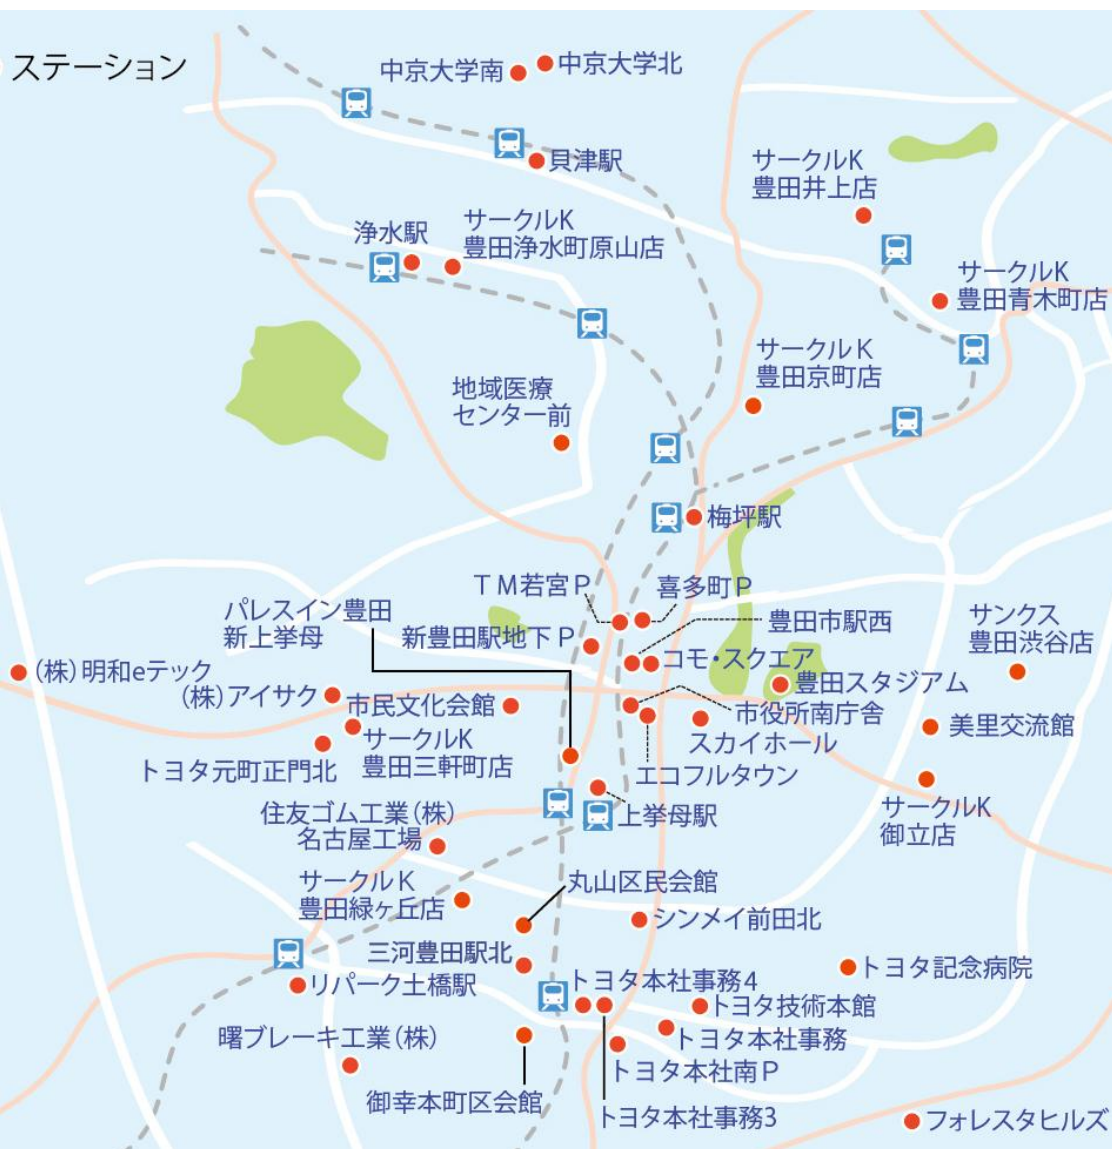 ステーション
中京大学南
中京大学北
貝津駅
サークルK
豊田井上店
浄水駅
サークルK
豊田浄水町原山店
サークルK
豊田青木町店
サークルK
豊田京町店
地域医療
センター前
梅坪駅
TM若宮P
喜多町P
パレスイン豊田
新上挙母
新豊田駅地下P
豊田市駅西
サンクス
豊田渋谷店
コモ・スクエア
(株)明和eテック
(株)アイサク
豊田スタジアム
市民文化会館
市役所南庁舎
美里交流館
サークルK
豊田三軒町店
スカイホール
トヨタ元町正門北
エコフルタウン
住友ゴム工業(株)
名古屋工場
上挙母駅
サークルK
御立店
サークルK
豊田緑ヶ丘店
丸山区民会館
シンメイ前田北
三河豊田駅北
トヨタ記念病院
リパーク土橋駅
トヨタ本社事務4
トヨタ技術本館
曙ブレーキ工業(株)
トヨタ本社事務
トヨタ本社南P
御幸本町区会館
トヨタ本社事務3
フォレスタヒルズ